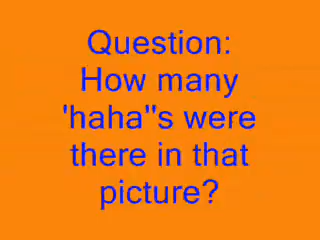 Question:
How many
'haha''s were
there in that
picture?